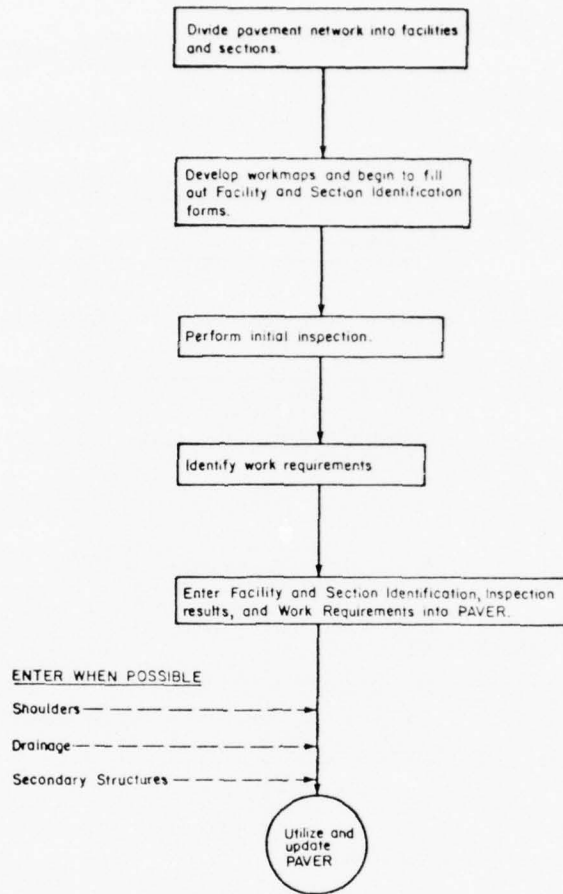 Divide pavement network into facilities
and sections
Develop workmaps and begin to fill
out Facility and Section Identification
forms.
Perform initial inspection.
Identify work requirements
Enter Facility and Section Identification, Inspection
results, and Work Requirements into PAVER.
ENTER WHEN POSSIBLE
Shoulders
Drainage
Secondary Structures
Utilize and
update
PAVER